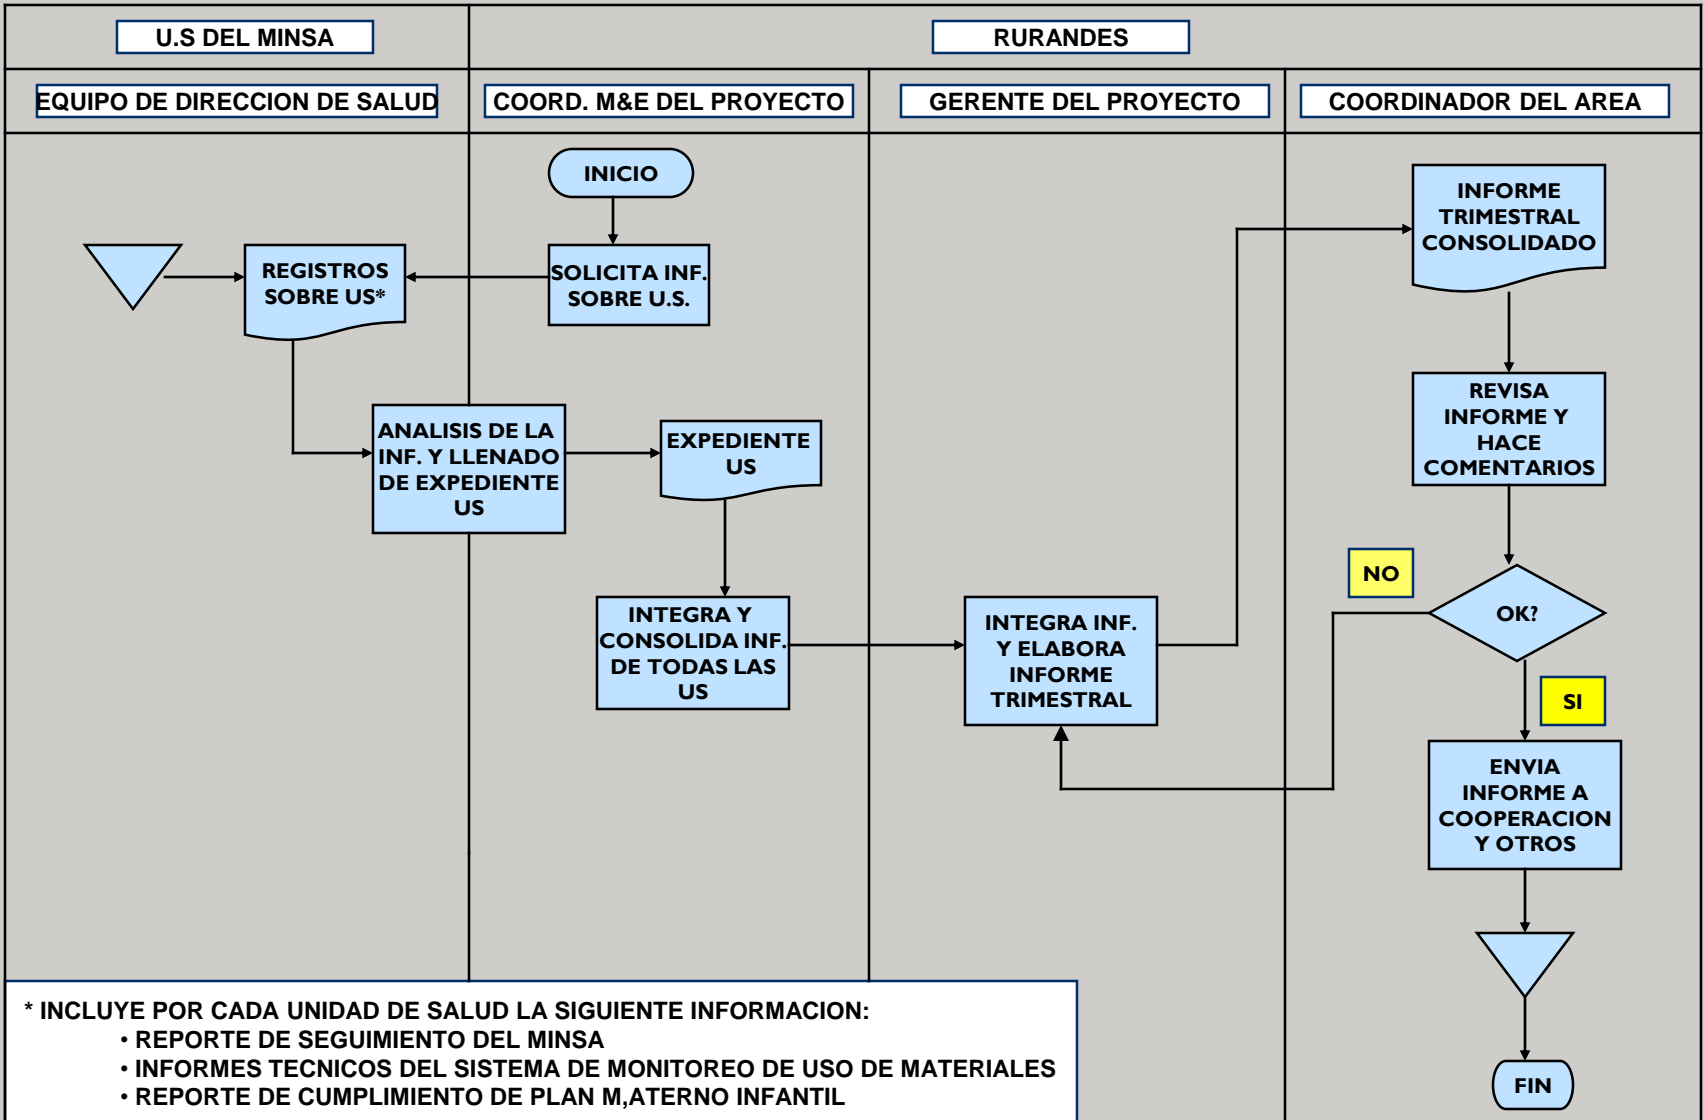 U.S DEL MINSA
RURANDES
EQUIPO DE DIRECCION DE SALUD
COORD. M&E DEL PROYECTO
GERENTE DEL PROYECTO
COORDINADOR DEL AREA
INICIO
SOLICITA INF.
SOBRE U.S.
REGISTROS
SOBRE US*
ANALISIS DE LA
INF. Y LLENADO
DE EXPEDIENTE
US
EXPEDIENTE
US
INTEGRA Y
CONSOLIDA INF.
DE TODAS LAS
US
INTEGRA INF.
Y ELABORA
INFORME
TRIMESTRAL
INFORME
TRIMESTRAL
CONSOLIDADO
REVISA
INFORME Y
HACE
COMENTARIOS
OK?
NO
SI
ENVIA
INFORME A
COOPERACION
Y OTROS
FIN
* INCLUYE POR CADA UNIDAD DE SALUD LA SIGUIENTE INFORMACION:
• REPORTE DE SEGUIMIENTO DEL MINSA
• INFORMES TECNICOS DEL SISTEMA DE MONITOREO DE USO DE MATERIALES
• REPORTE DE CUMPLIMIENTO DE PLAN M,ATERNO INFANTIL